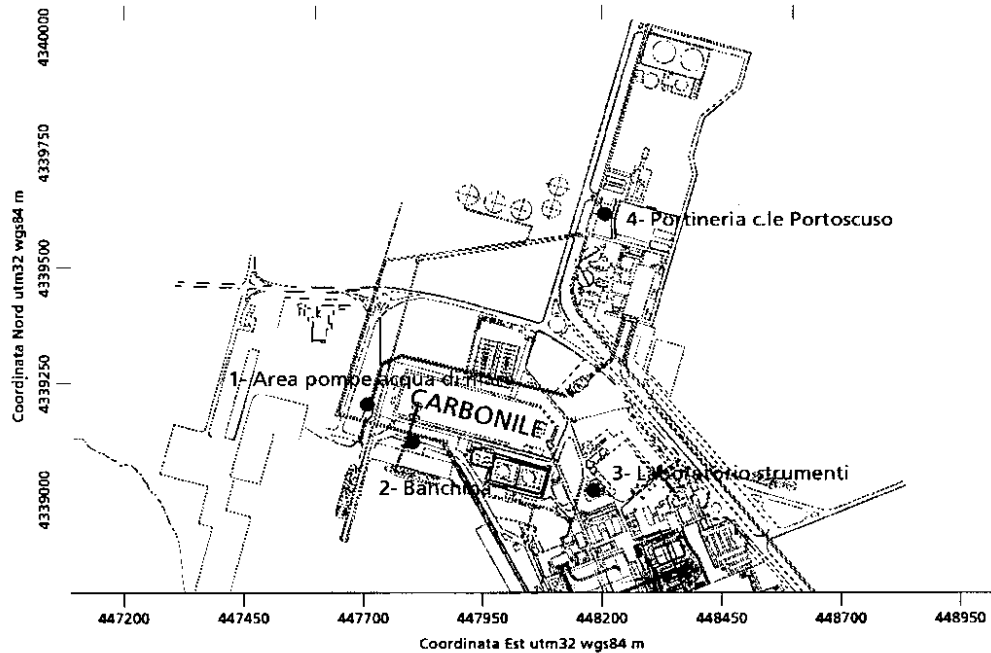 4340000
4339750
4339500
4339250
4339000
Coordinata Nord utm32 wgs84 m
4- Portineria c.le Portoscuso
1- Area pompe acqua di mare
CARBONILE
3- Laboratorio strumenti
2- Banchina
447200 447450 447700 447950 448200 448450 448700 448950
Coordinata Est utm32 wgs84 m